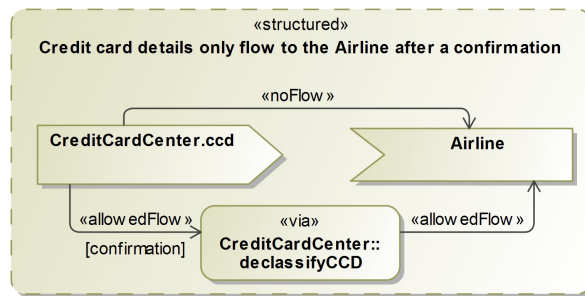 «structured»
Credit card details only flow to the Airline after a confirmation
«noFlow»
CreditCardCenter.ccd
Airline
«allowedFlow»
[confirmation]
«via»
CreditCardCenter::
declassifyCCD
«allowedFlow»